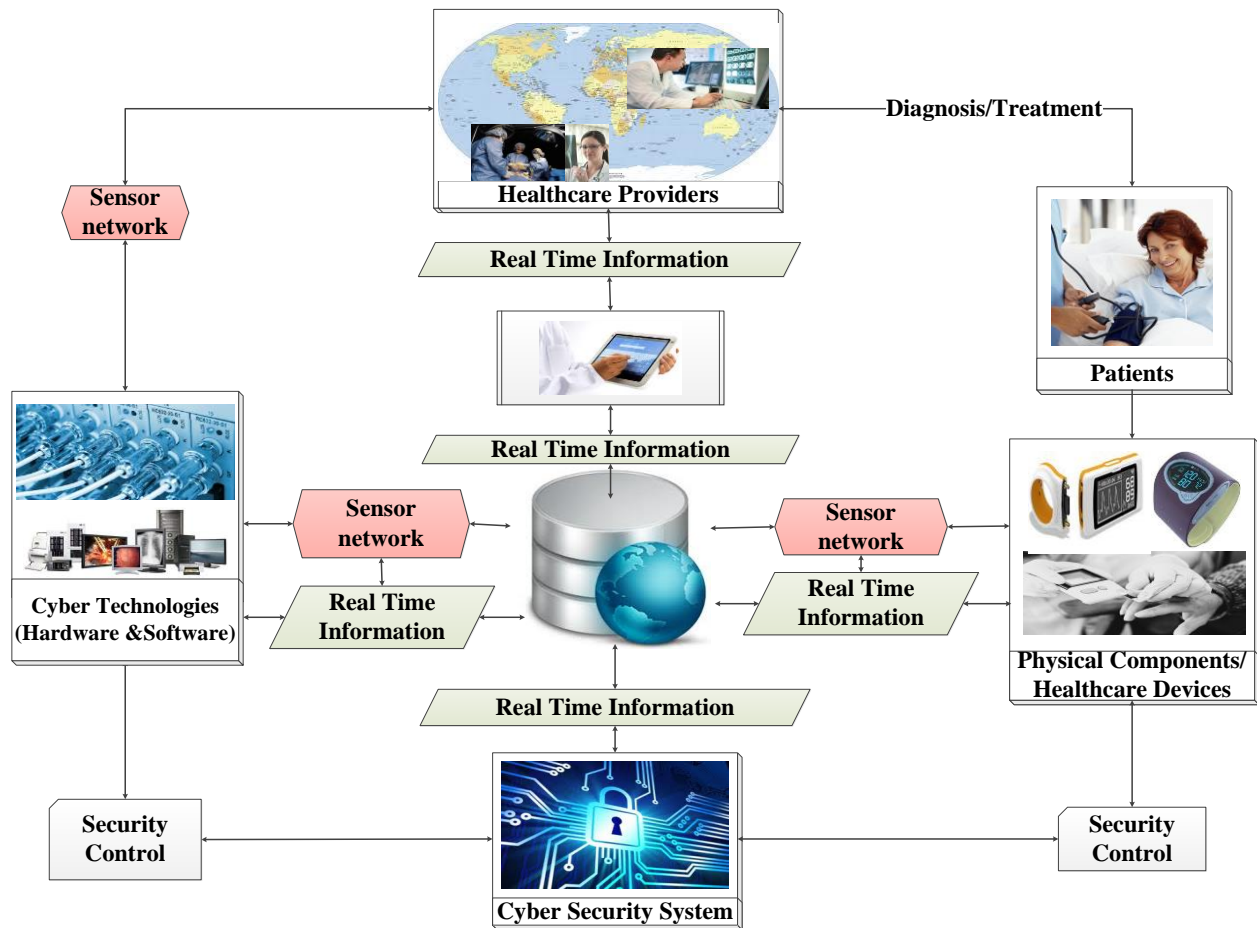 Diagnosis/Treatment
Healthcare Providers
Sensor
network
Real Time Information
Patients
Real Time Information
Sensor
network
Sensor
network
Cyber Technologies
(Hardware &Software)
Real Time
Information
Real Time
Information
Physical Components/
Healthcare Devices
Real Time Information
Security
Control
Security
Control
Cyber Security System